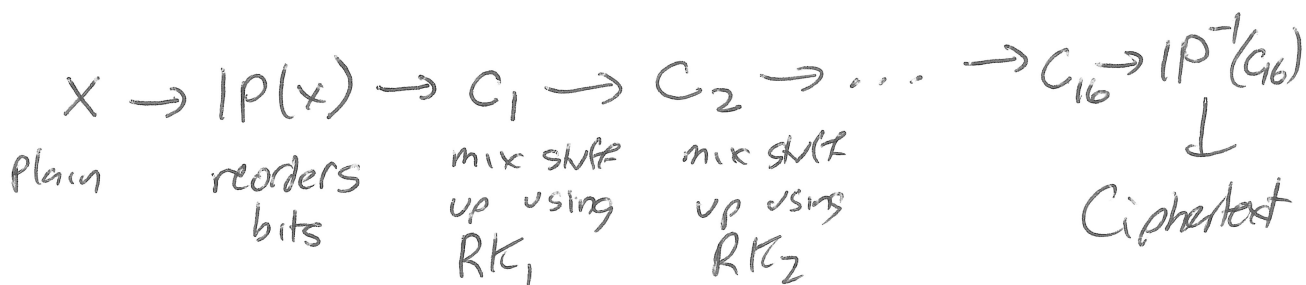 X → IP(x) → C₁ → C₂ → ... → C₁₆ → IP⁻¹(C₁₆)
plain reorders bits mix stuff up using RK₁ mix stuff up using RK₂ ↓ Ciphertext